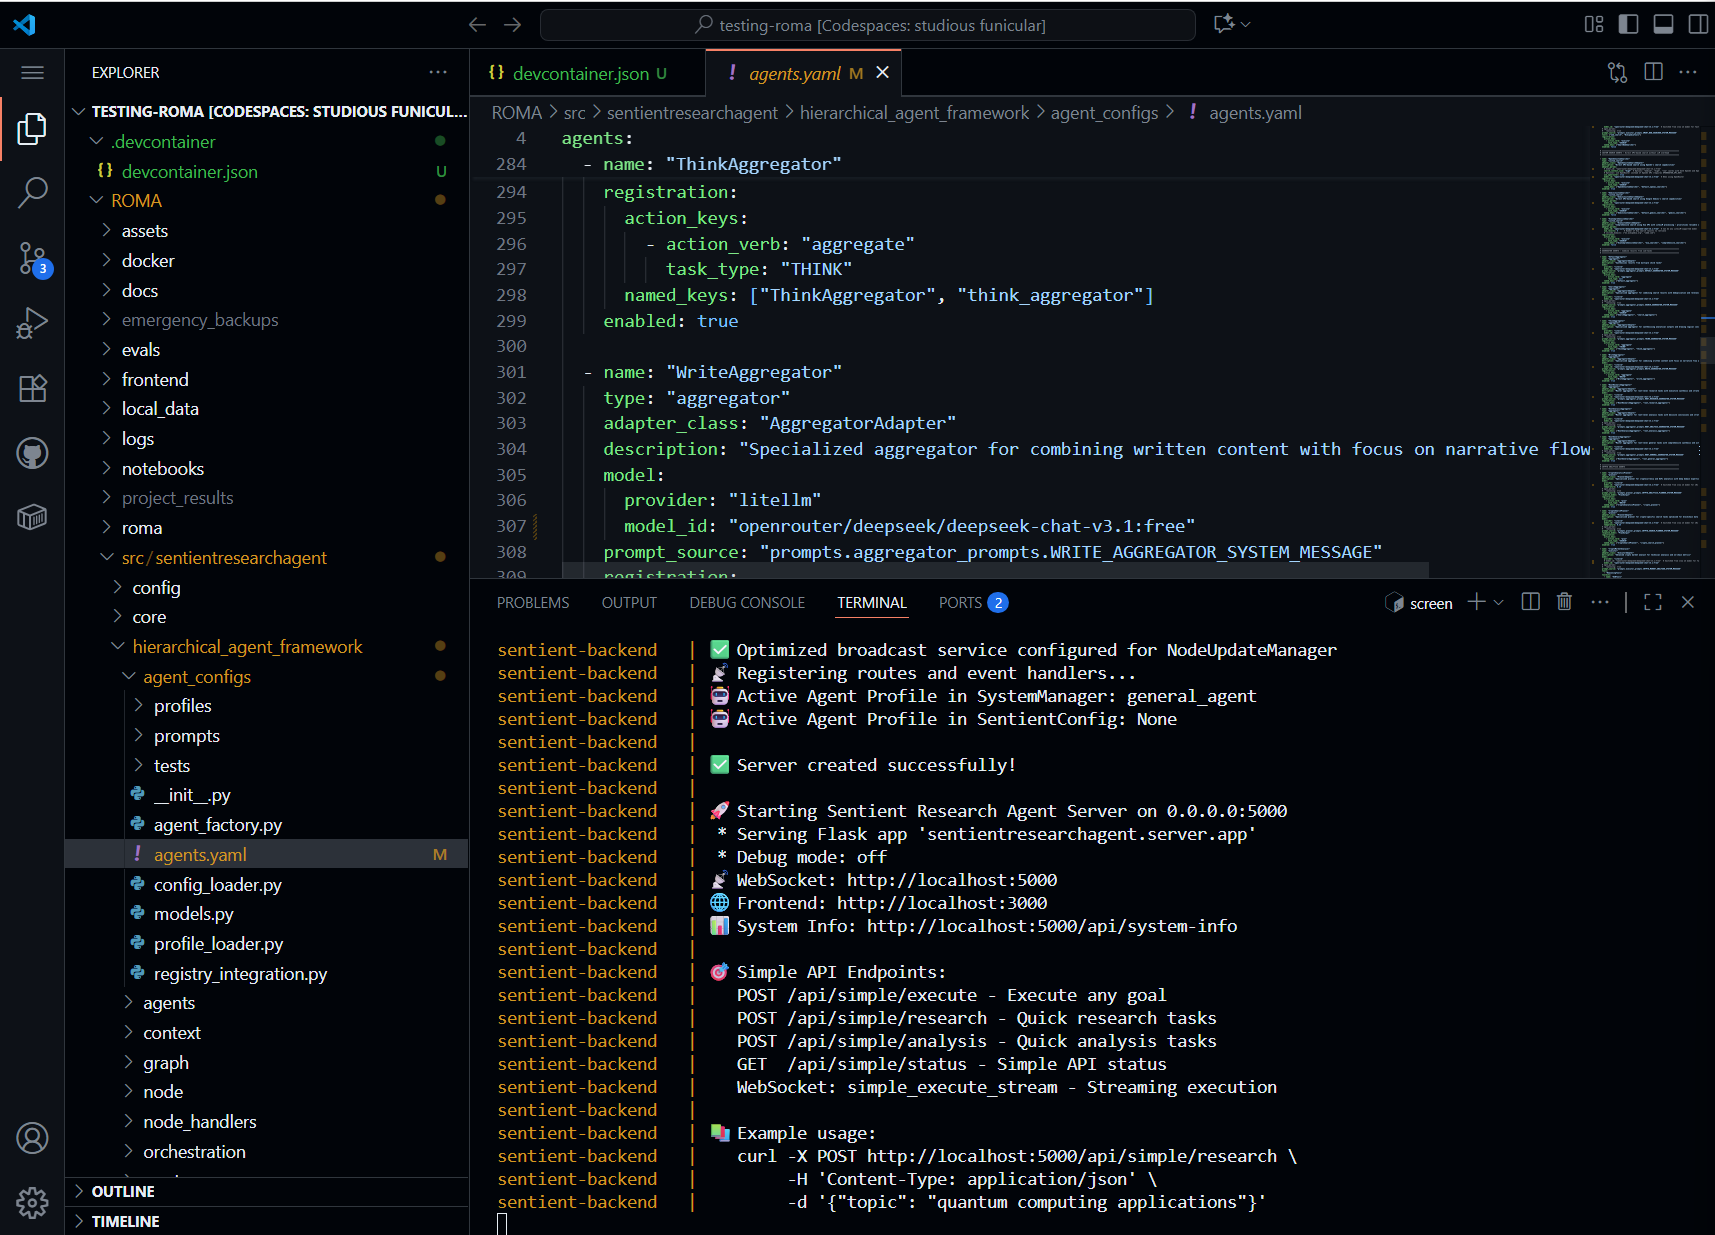 testing-roma [Codespaces: studious funicular]
EXPLORER
TESTING-ROMA [CODESPACES: STUDIOUS FUNICUL...
.devcontainer
{} devcontainer.json U
ROMA
assets
docker
docs
emergency_backups
evals
frontend
local_data
logs
notebooks
project_results
roma
src/sentientresearchagent
config
core
hierarchical_agent_framework
agent_configs
profiles
prompts
tests
__init__.py
agent_factory.py
! agents.yaml M
config_loader.py
models.py
profile_loader.py
registry_integration.py
agents
context
graph
node
node_handlers
orchestration
OUTLINE
TIMELINE
3
{} devcontainer.json U
! agents.yaml M
ROMA > src > sentientresearchagent > hierarchical_agent_framework > agent_configs > ! agents.yaml
4 agents:
284 - name: "ThinkAggregator"
294 registration:
295 action_keys:
296 - action_verb: "aggregate"
297 task_type: "THINK"
298 named_keys: ["ThinkAggregator", "think_aggregator"]
299 enabled: true
300
301 - name: "WriteAggregator"
302 type: "aggregator"
303 adapter_class: "AggregatorAdapter"
304 description: "Specialized aggregator for combining written content with focus on narrative flow
305 model:
306 provider: "litellm"
307 model_id: "openrouter/deepseek/deepseek-chat-v3.1:free"
308 prompt_source: "prompts.aggregator_prompts.WRITE_AGGREGATOR_SYSTEM_MESSAGE"
309 registration:
PROBLEMS OUTPUT DEBUG CONSOLE TERMINAL PORTS 2 screen
sentient-backend | ✅ Optimized broadcast service configured for NodeUpdateManager
sentient-backend | 📡 Registering routes and event handlers...
sentient-backend | 🤖 Active Agent Profile in SystemManager: general_agent
sentient-backend | 🤖 Active Agent Profile in SentientConfig: None
sentient-backend |
sentient-backend | ✅ Server created successfully!
sentient-backend |
sentient-backend | 🚀 Starting Sentient Research Agent Server on 0.0.0.0:5000
sentient-backend | * Serving Flask app 'sentientresearchagent.server.app'
sentient-backend | * Debug mode: off
sentient-backend | 📡 WebSocket: http://localhost:5000
sentient-backend | 🌐 Frontend: http://localhost:3000
sentient-backend | 📊 System Info: http://localhost:5000/api/system-info
sentient-backend |
sentient-backend | 🎯 Simple API Endpoints:
sentient-backend | POST /api/simple/execute - Execute any goal
sentient-backend | POST /api/simple/research - Quick research tasks
sentient-backend | POST /api/simple/analysis - Quick analysis tasks
sentient-backend | GET /api/simple/status - Simple API status
sentient-backend | WebSocket: simple_execute_stream - Streaming execution
sentient-backend |
sentient-backend | 📚 Example usage:
sentient-backend | curl -X POST http://localhost:5000/api/simple/research \
sentient-backend | -H 'Content-Type: application/json' \
sentient-backend | -d '{"topic": "quantum computing applications"}'